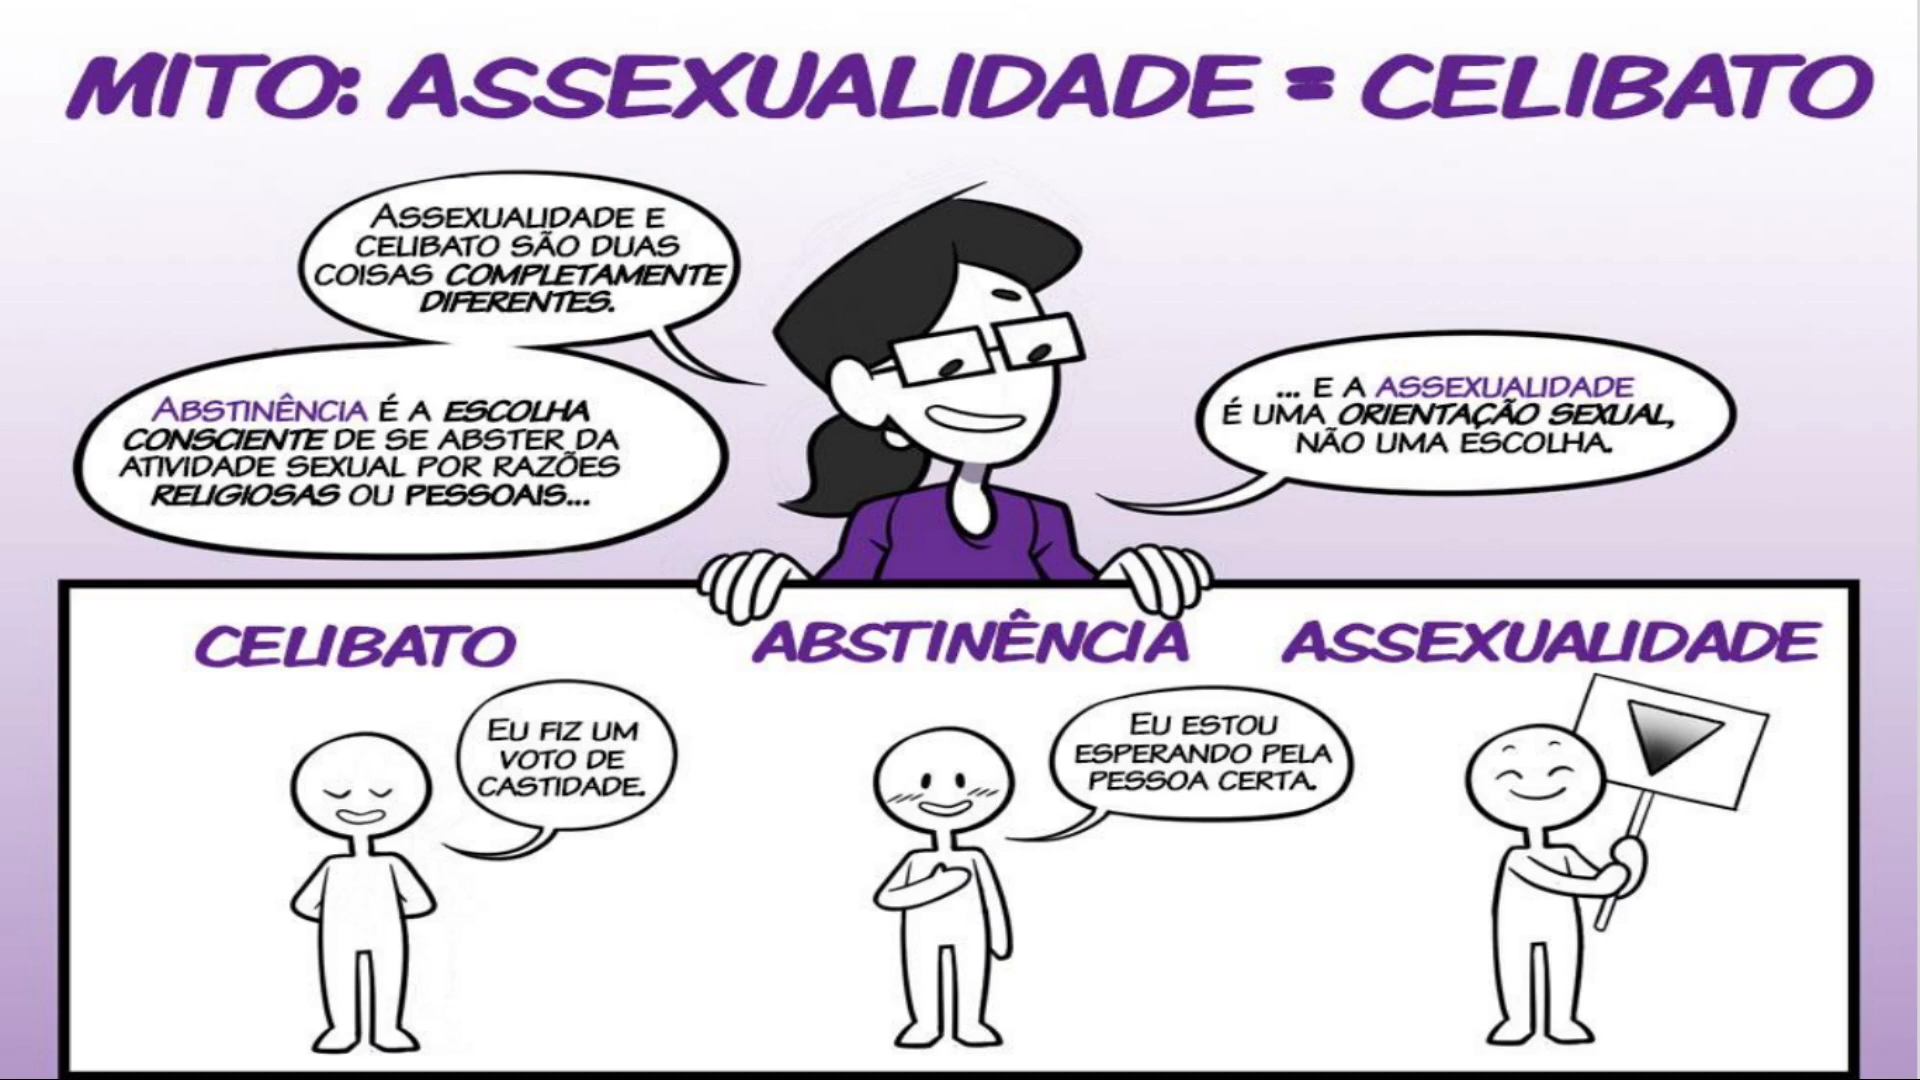 MITO: ASSEXUALIDADE = CELIBATO
ASSEXUALIDADE E
CELIBATO SÃO DUAS
COISAS COMPLETAMENTE
DIFERENTES.
ABSTINÊNCIA É A ESCOLHA
CONSCIENTE DE SE ABSTER DA
ATIVIDADE SEXUAL POR RAZÕES
RELIGIOSAS OU PESSOAIS...
... E A ASSEXUALIDADE
É UMA ORIENTAÇÃO SEXUAL,
NÃO UMA ESCOLHA.
CELIBATO
EU FIZ UM
VOTO DE
CASTIDADE.
ABSTINÊNCIA
EU ESTOU
ESPERANDO PELA
PESSOA CERTA.
ASSEXUALIDADE